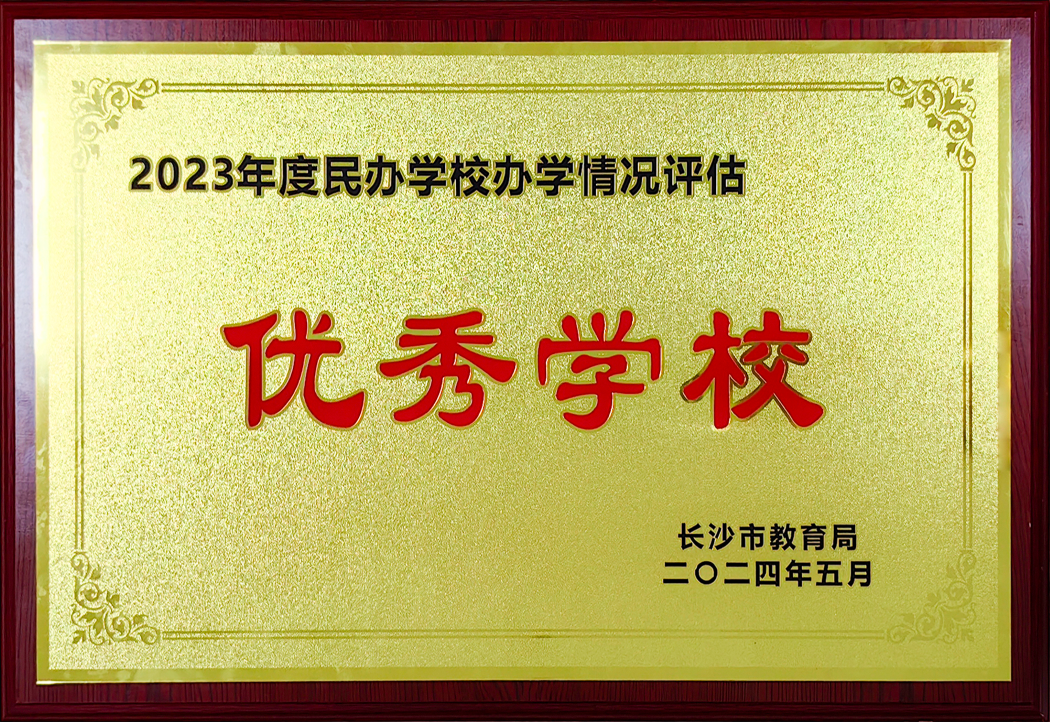 2023年度民办学校办学情况评估
优秀学校
长沙市教育局
二〇二四年五月